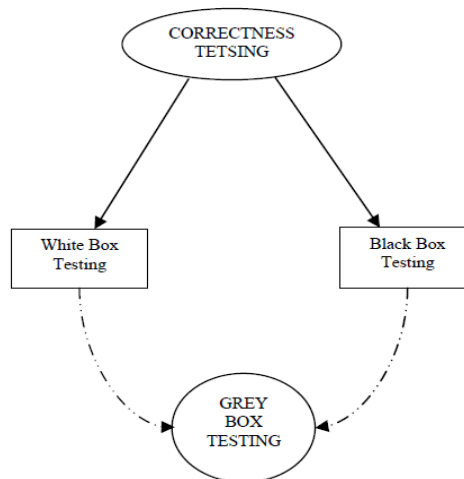 CORRECTNESS
TETSING
White Box
Testing
Black Box
Testing
GREY
BOX
TESTING